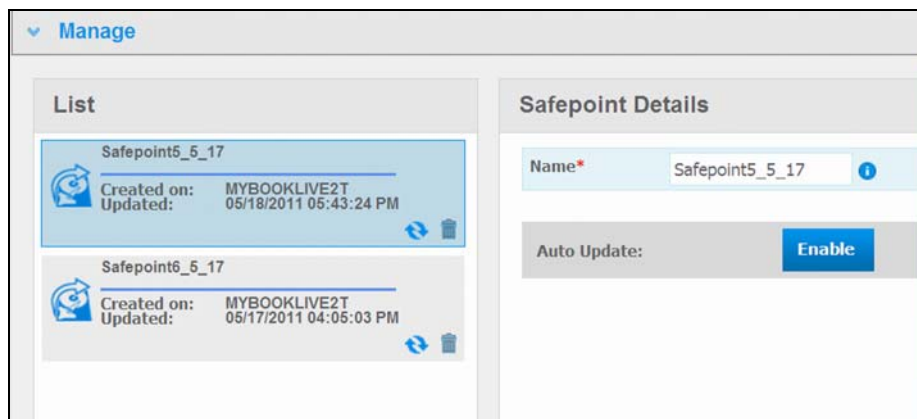 Manage
List
Safepoint5_5_17
Created on: MYBOOKLIVE2T
Updated: 05/18/2011 05:43:24 PM
Safepoint6_5_17
Created on: MYBOOKLIVE2T
Updated: 05/17/2011 04:05:03 PM
Safepoint Details
Name* Safepoint5_5_17
Auto Update: Enable